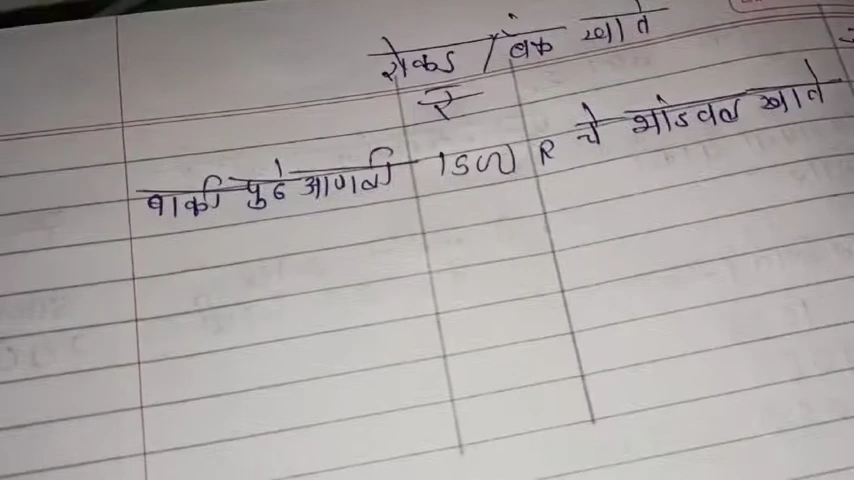 रोकड / बँक खाते
₹
बाकी पुढे आणली 1500 R चे भांडवल खाते